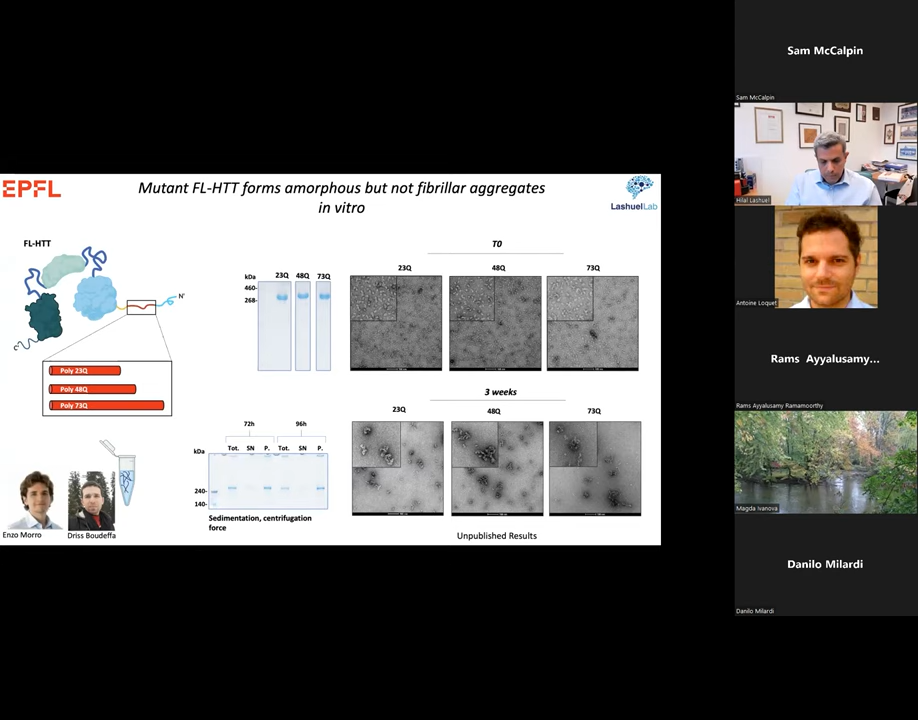 EPFL
Mutant FL-HTT forms amorphous but not fibrillar aggregates
in vitro
LashuelLab
FL-HTT
N'
C'
Poly 23Q
Poly 48Q
Poly 73Q
kDa
23Q 48Q 73Q
460-
268-
T0
23Q 48Q 73Q
3 weeks
23Q 48Q 73Q
72h 96h
kDa
Tot. SN P. Tot. SN P.
240-
140-
Sedimentation, centrifugation
force
Enzo Morro
Driss Boudeffa
Unpublished Results
Sam McCalpin
Sam McCalpin
Hilal Lashuel
Antoine Loquet
Rams Ayyalusamy...
Rams Ayyalusamy Ramamoorthy
Magda Ivanova
Danilo Milardi
Danilo Milardi